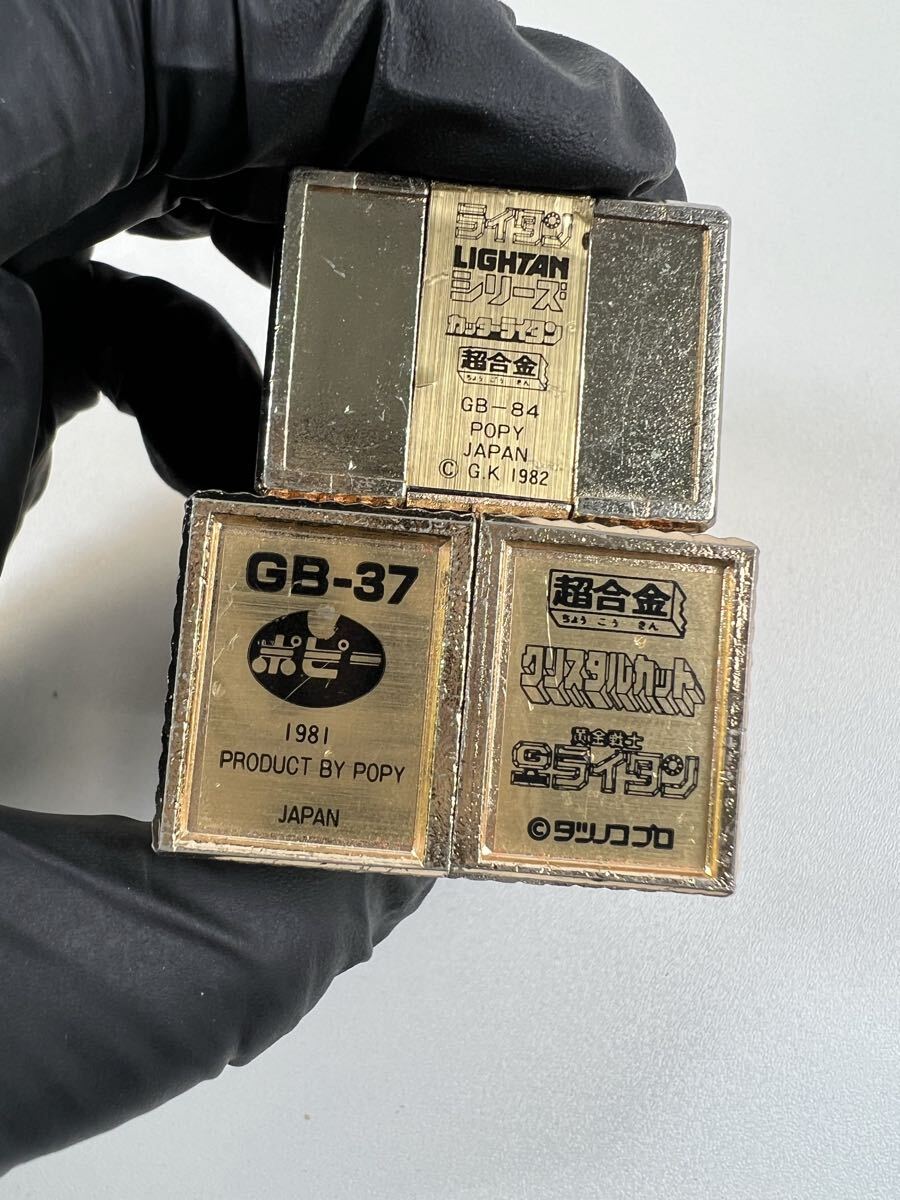 ライタン
LIGHTAN
シリーズ
カッターライタン
超合金
ちょうごうきん
GB-84
POPY
JAPAN
© G.K 1982
GB-37
ポピー
1981
PRODUCT BY POPY
JAPAN
超合金
ちょうごうきん
クリスタルカット
黄金戦士
ゴールドライタン
©タツノコプロ